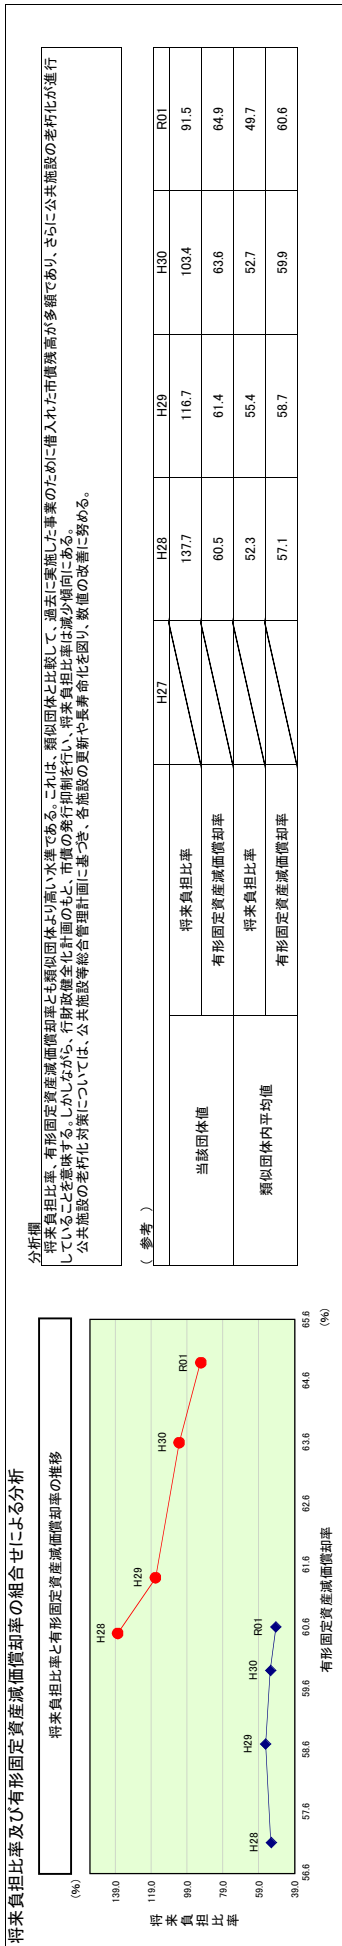 将来負担比率及び有形固定資産減価償却率の組合せによる分析
将来負担比率と有形固定資産減価償却率の推移
(%)
将来負担比率
139.0
119.0
99.0
79.0
59.0
39.0
H28
H29
H30
R01
H28
H29
H30
R01
56.6 57.6 58.6 59.6 60.6 61.6 62.6 63.6 64.6 65.6
有形固定資産減価償却率
(%)
分析欄
将来負担比率、有形固定資産減価償却率とも類似団体より高い水準である。これは、類似団体と比較して、過去に実施した事業のために借入れた市債残高が多額であり、さらに公共施設の老朽化が進行
していることを意味する。しかしながら、行財政健全化計画のもと、市債の発行抑制を行い、将来負担比率は減少傾向にある。
公共施設の老朽化対策については、公共施設等総合管理計画に基づき、各施設の更新や長寿命化を図り、数値の改善に努める。
(参考)
H27 H28 H29 H30 R01
当該団体値
将来負担比率 137.7 116.7 103.4 91.5
有形固定資産減価償却率 60.5 61.4 63.6 64.9
類似団体内平均値
将来負担比率 52.3 55.4 52.7 49.7
有形固定資産減価償却率 57.1 58.7 59.9 60.6